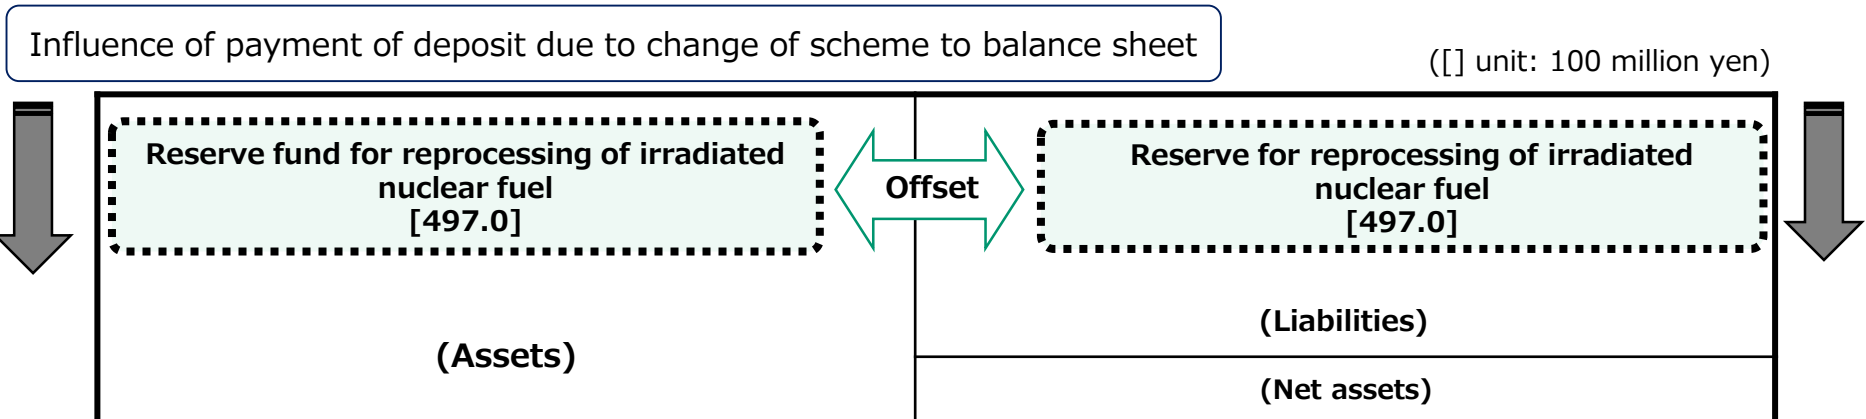 Influence of payment of deposit due to change of scheme to balance sheet
([] unit: 100 million yen)
Reserve fund for reprocessing of irradiated
nuclear fuel
[497.0]
Offset
Reserve for reprocessing of irradiated
nuclear fuel
[497.0]
(Assets)
(Liabilities)
(Net assets)